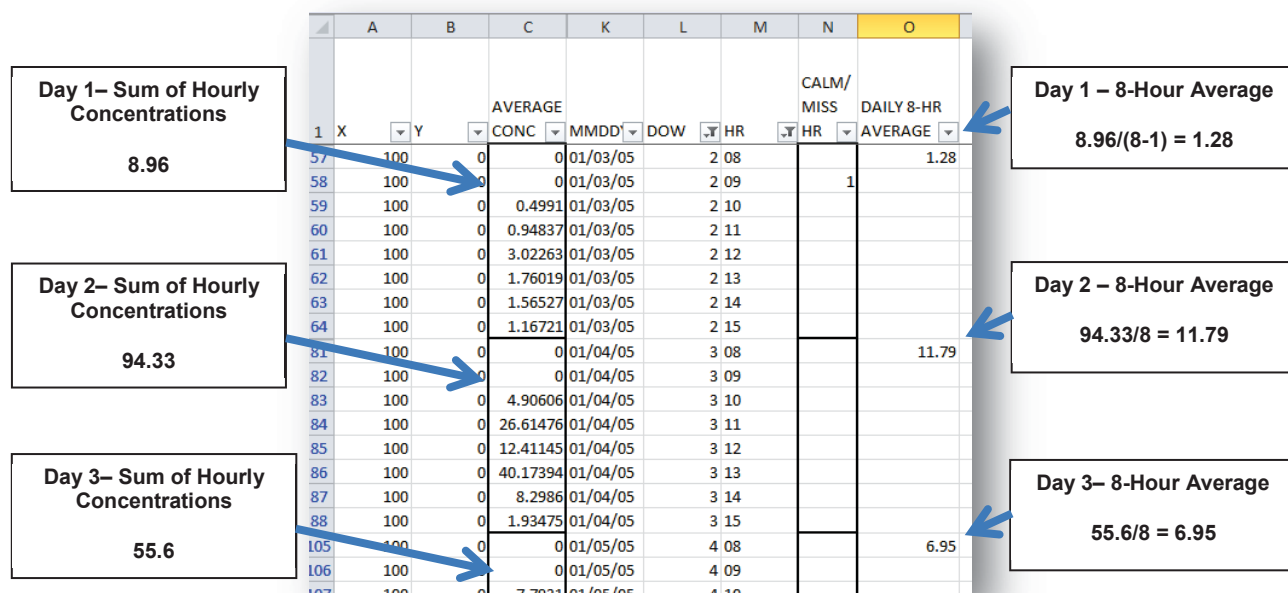 A B C K L M N O
CALM/
AVERAGE MISS DAILY 8-HR
1 X Y CONC MMDD DOW HR HR AVERAGE
57 100 0 0 01/03/05 2 08 1.28
58 100 0 0 01/03/05 2 09 1
59 100 0 0.4991 01/03/05 2 10
60 100 0 0.94837 01/03/05 2 11
61 100 0 3.02263 01/03/05 2 12
62 100 0 1.76019 01/03/05 2 13
63 100 0 1.56527 01/03/05 2 14
64 100 0 1.16721 01/03/05 2 15
81 100 0 0 01/04/05 3 08 11.79
82 100 0 0 01/04/05 3 09
83 100 0 4.90606 01/04/05 3 10
84 100 0 26.61476 01/04/05 3 11
85 100 0 12.41145 01/04/05 3 12
86 100 0 40.17394 01/04/05 3 13
87 100 0 8.2986 01/04/05 3 14
88 100 0 1.93475 01/04/05 3 15
105 100 0 0 01/05/05 4 08 6.95
106 100 0 01/05/05 4 09
Day 1– Sum of Hourly
Concentrations
8.96
Day 2– Sum of Hourly
Concentrations
94.33
Day 3– Sum of Hourly
Concentrations
55.6
Day 1 – 8-Hour Average
8.96/(8-1) = 1.28
Day 2 – 8-Hour Average
94.33/8 = 11.79
Day 3– 8-Hour Average
55.6/8 = 6.95